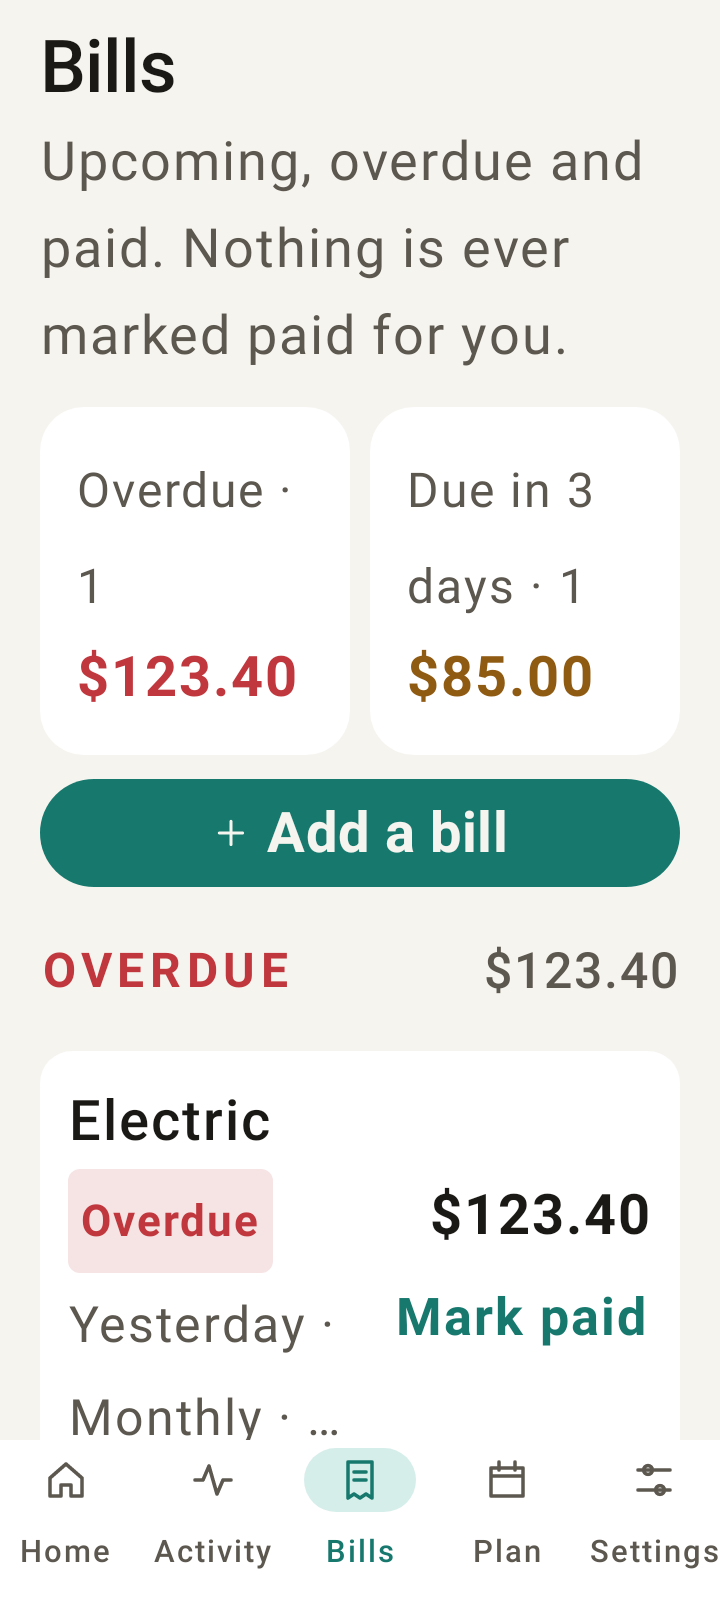 Bills
Upcoming, overdue and
paid. Nothing is ever
marked paid for you.
Overdue ·
1
$123.40
Due in 3
days · 1
$85.00
+ Add a bill
OVERDUE $123.40
Electric
Overdue
$123.40
Yesterday ·
Monthly · …
Mark paid
Home Activity Bills Plan Settings